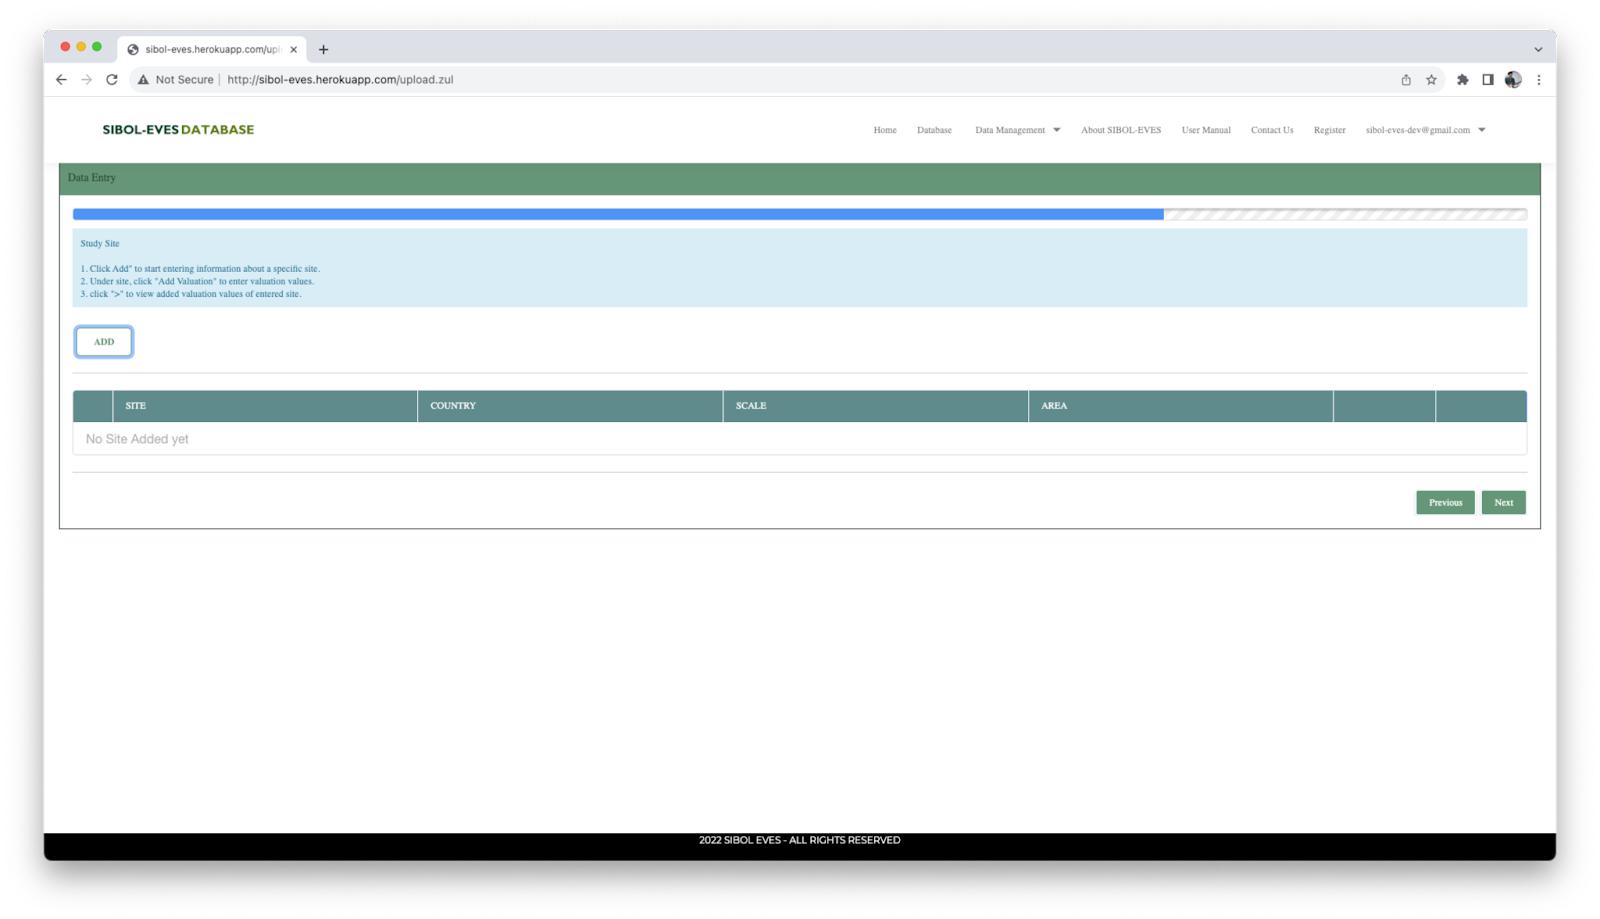 sibol-eves.herokuapp.com/upl
Not Secure | http://sibol-eves.herokuapp.com/upload.zul
SIBOL-EVES DATABASE
Home Database Data Management About SIBOL-EVES User Manual Contact Us Register sibol-eves-dev@gmail.com
Data Entry
Study Site
1. Click Add" to start entering information about a specific site.
2. Under site, click "Add Valuation" to enter valuation values.
3. click ">" to view added valuation values of entered site.
ADD
SITE COUNTRY SCALE AREA
No Site Added yet
Previous Next
2022 SIBOL EVES - ALL RIGHTS RESERVED